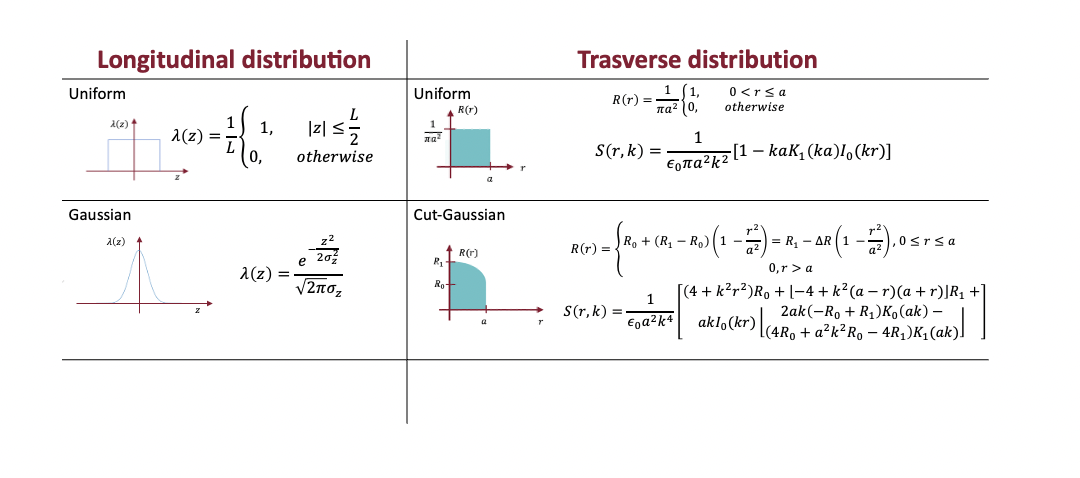 Longitudinal distribution
Trasverse distribution
Uniform
λ(z)
z
λ(z) = 1/L { 1, |z| ≤ L/2
0, otherwise
Uniform
R(r)
1/πa²
a
r
R(r) = 1/πa² { 1, 0 < r ≤ a
0, otherwise
S(r, k) = 1/ϵ₀πa²k² [1 − kaK₁(ka)I₀(kr)]
Gaussian
λ(z)
z
λ(z) = e^(−z²/2σ_z²) / √2πσ_z
Cut-Gaussian
R(r)
R₁
R₀
a
r
R(r) = { R₀ + (R₁ − R₀)(1 − r²/a²) = R₁ − ΔR(1 − r²/a²), 0 ≤ r ≤ a
0, r > a
S(r, k) = 1/ϵ₀a²k⁴ [(4 + k²r²)R₀ + ⌊−4 + k²(a − r)(a + r)⌋R₁ +
akI₀(kr) ⌊2ak(−R₀ + R₁)K₀(ak) −
(4R₀ + a²k²R₀ − 4R₁)K₁(ak)⌋]